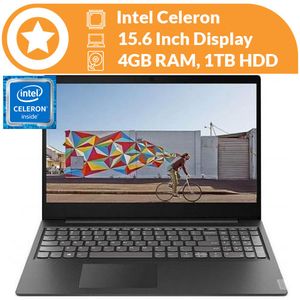 Intel Celeron
15.6 Inch Display
4GB RAM, 1TB HDD
intel
CELERON
inside